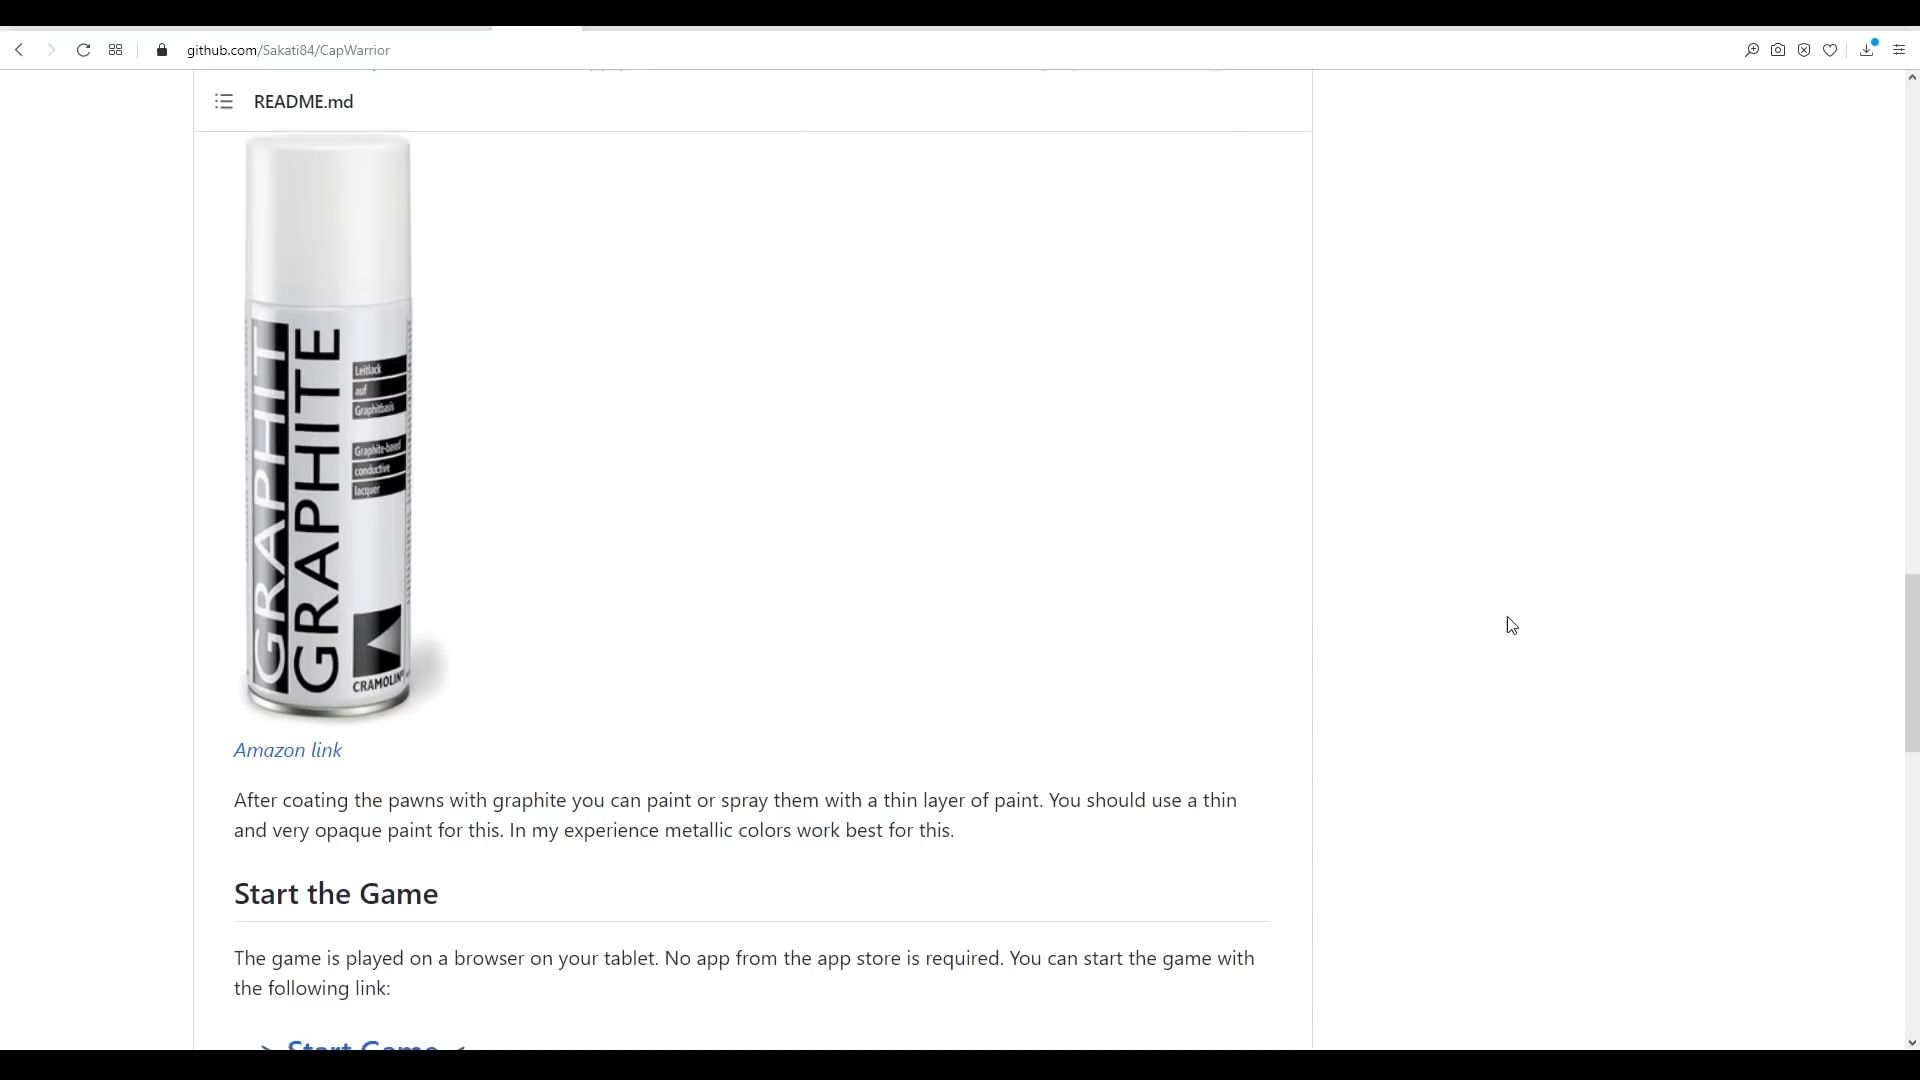 github.com/Sakati84/CapWarrior
README.md
GRAPHIT
GRAPHITE
Leitlack
auf
Graphitbasis
Graphite-based
conductive
lacquer
CRAMOLIN
Amazon link
After coating the pawns with graphite you can paint or spray them with a thin layer of paint. You should use a thin
and very opaque paint for this. In my experience metallic colors work best for this.
Start the Game
The game is played on a browser on your tablet. No app from the app store is required. You can start the game with
the following link:
> Start Game <